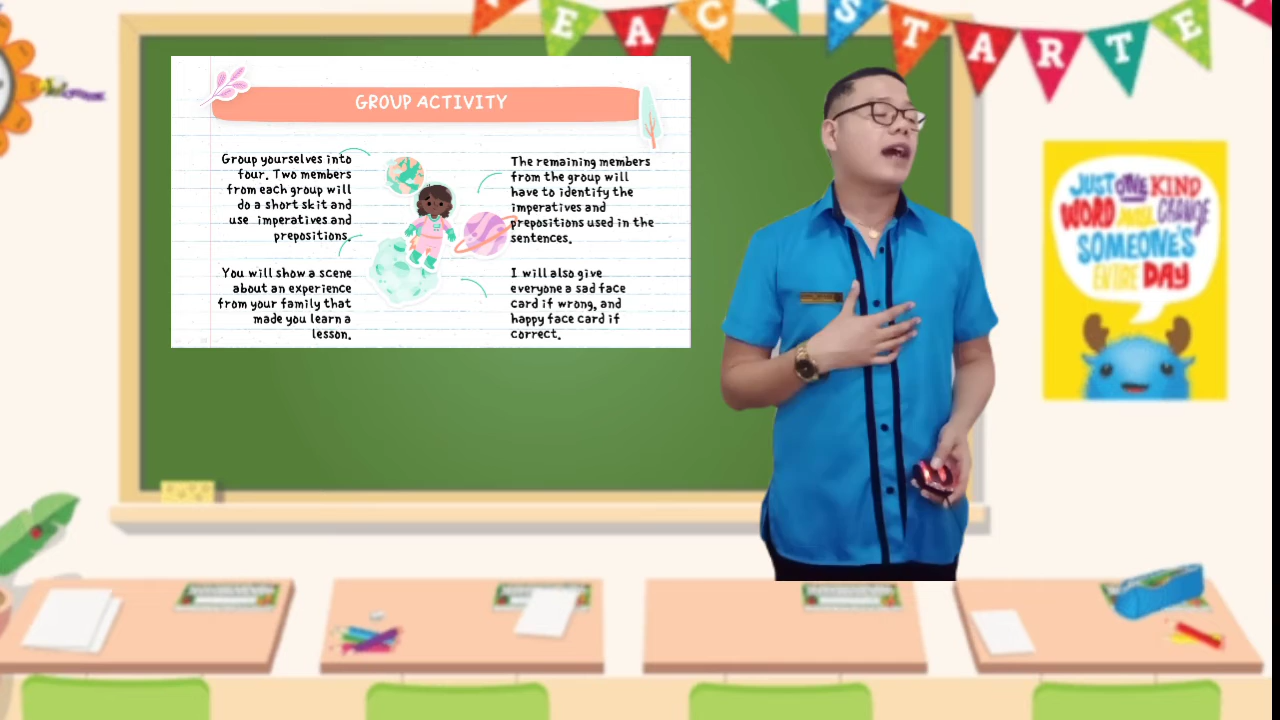 EACH STARTE
GROUP ACTIVITY
Group yourselves into
four. Two members
from each group will
do a short skit and
use imperatives and
prepositions.
The remaining members
from the group will
have to identify the
imperatives and
prepositions used in the
sentences.
You will show a scene
about an experience
from your family that
made you learn a
lesson.
I will also give
everyone a sad face
card if wrong, and
happy face card if
correct.
JUST ONE KIND
WORD CAN CHANGE
SOMEONE'S
ENTIRE DAY